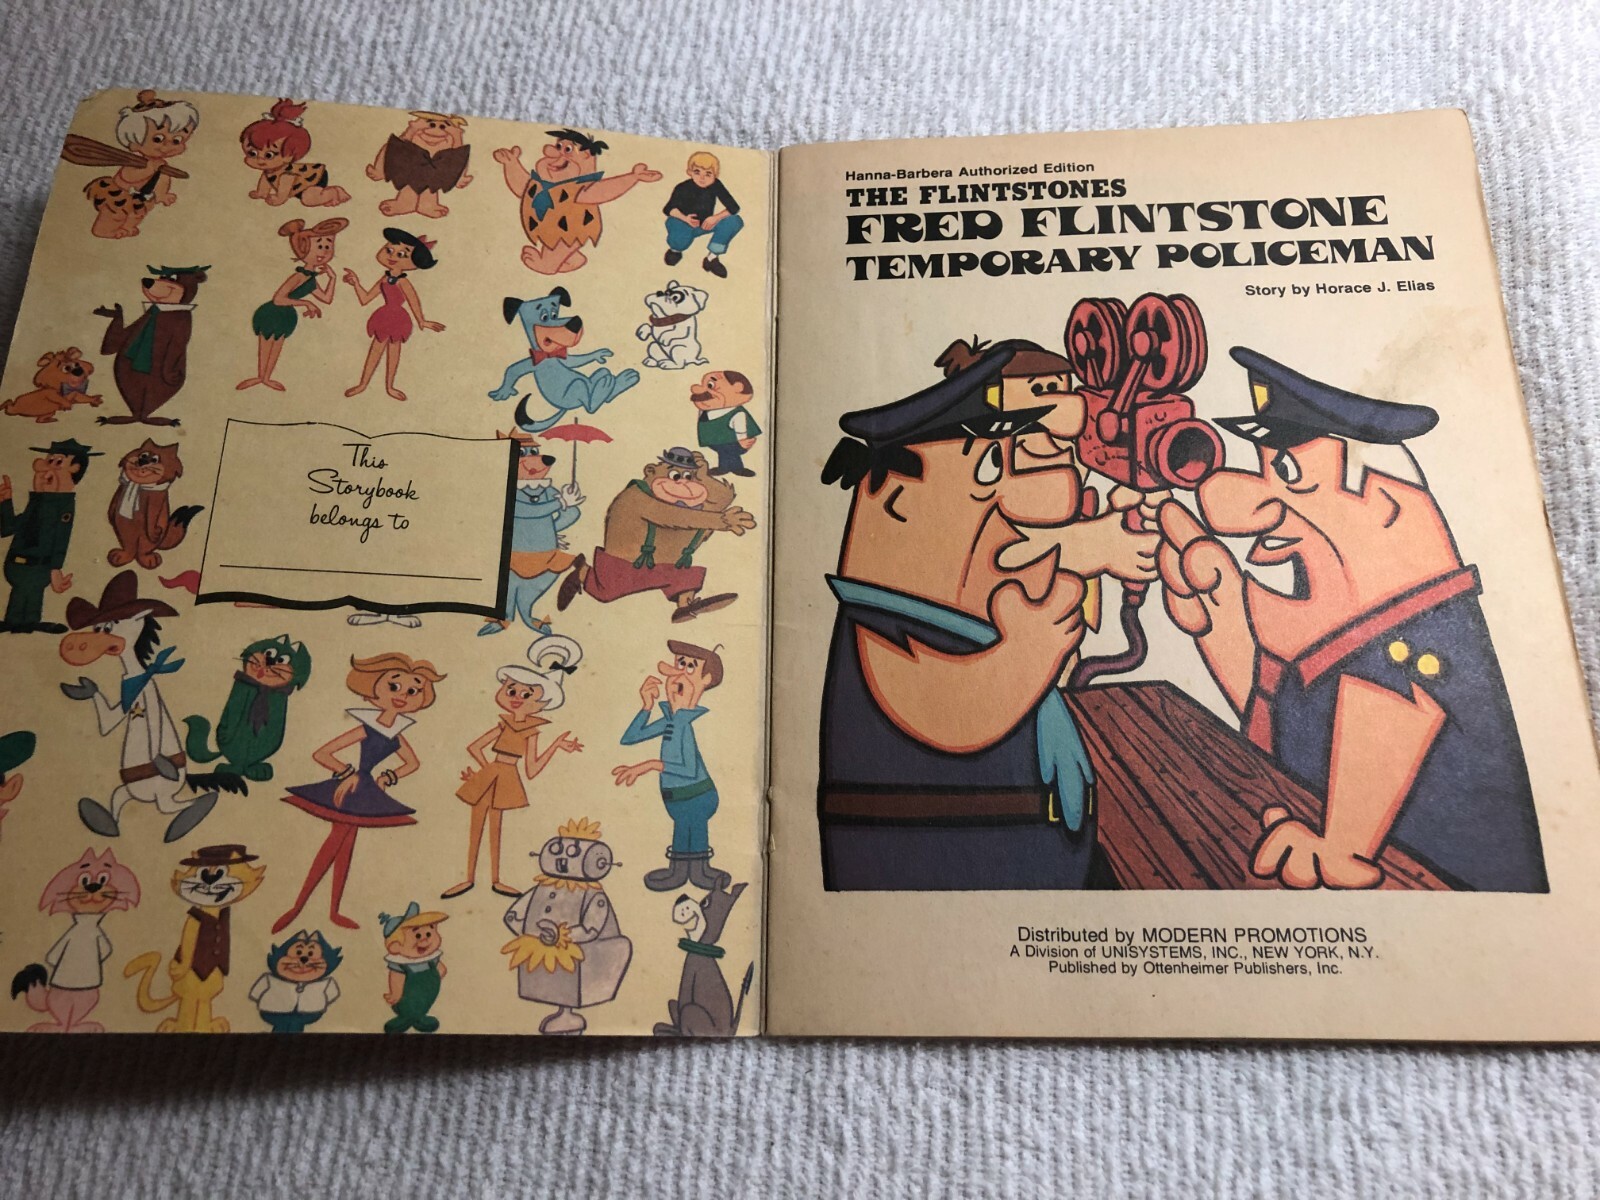 This
Storybook
belongs to
Hanna-Barbera Authorized Edition
THE FLINTSTONES
FRED FLINTSTONE
TEMPORARY POLICEMAN
Story by Horace J. Elias
Distributed by MODERN PROMOTIONS
A Division of UNISYSTEMS, INC., NEW YORK, N.Y.
Published by Ottenheimer Publishers, Inc.